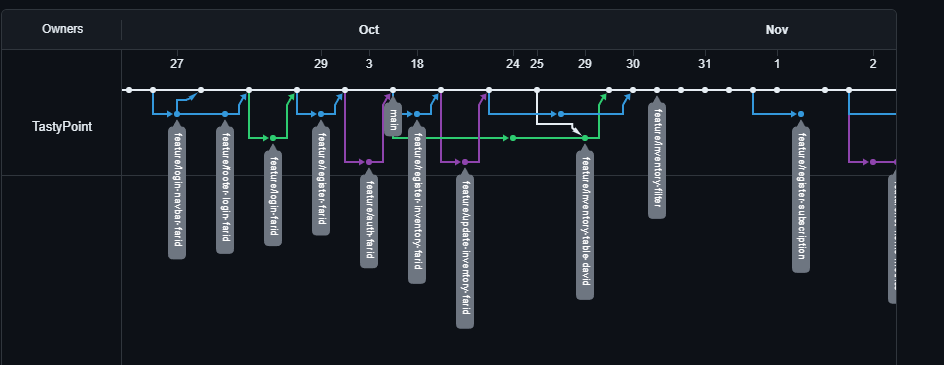 Owners
Oct
Nov
27
29
3
18
24
25
29
30
31
1
2
TastyPoint
feature/login-navbar-farid
feature/footer-login-farid
feature/login-farid
feature/register-farid
feature/auth-farid
main
feature/register-inventory-farid
feature/update-inventory-farid
feature/inventory-table-david
feature/inventory-filter
feature/register-subscription